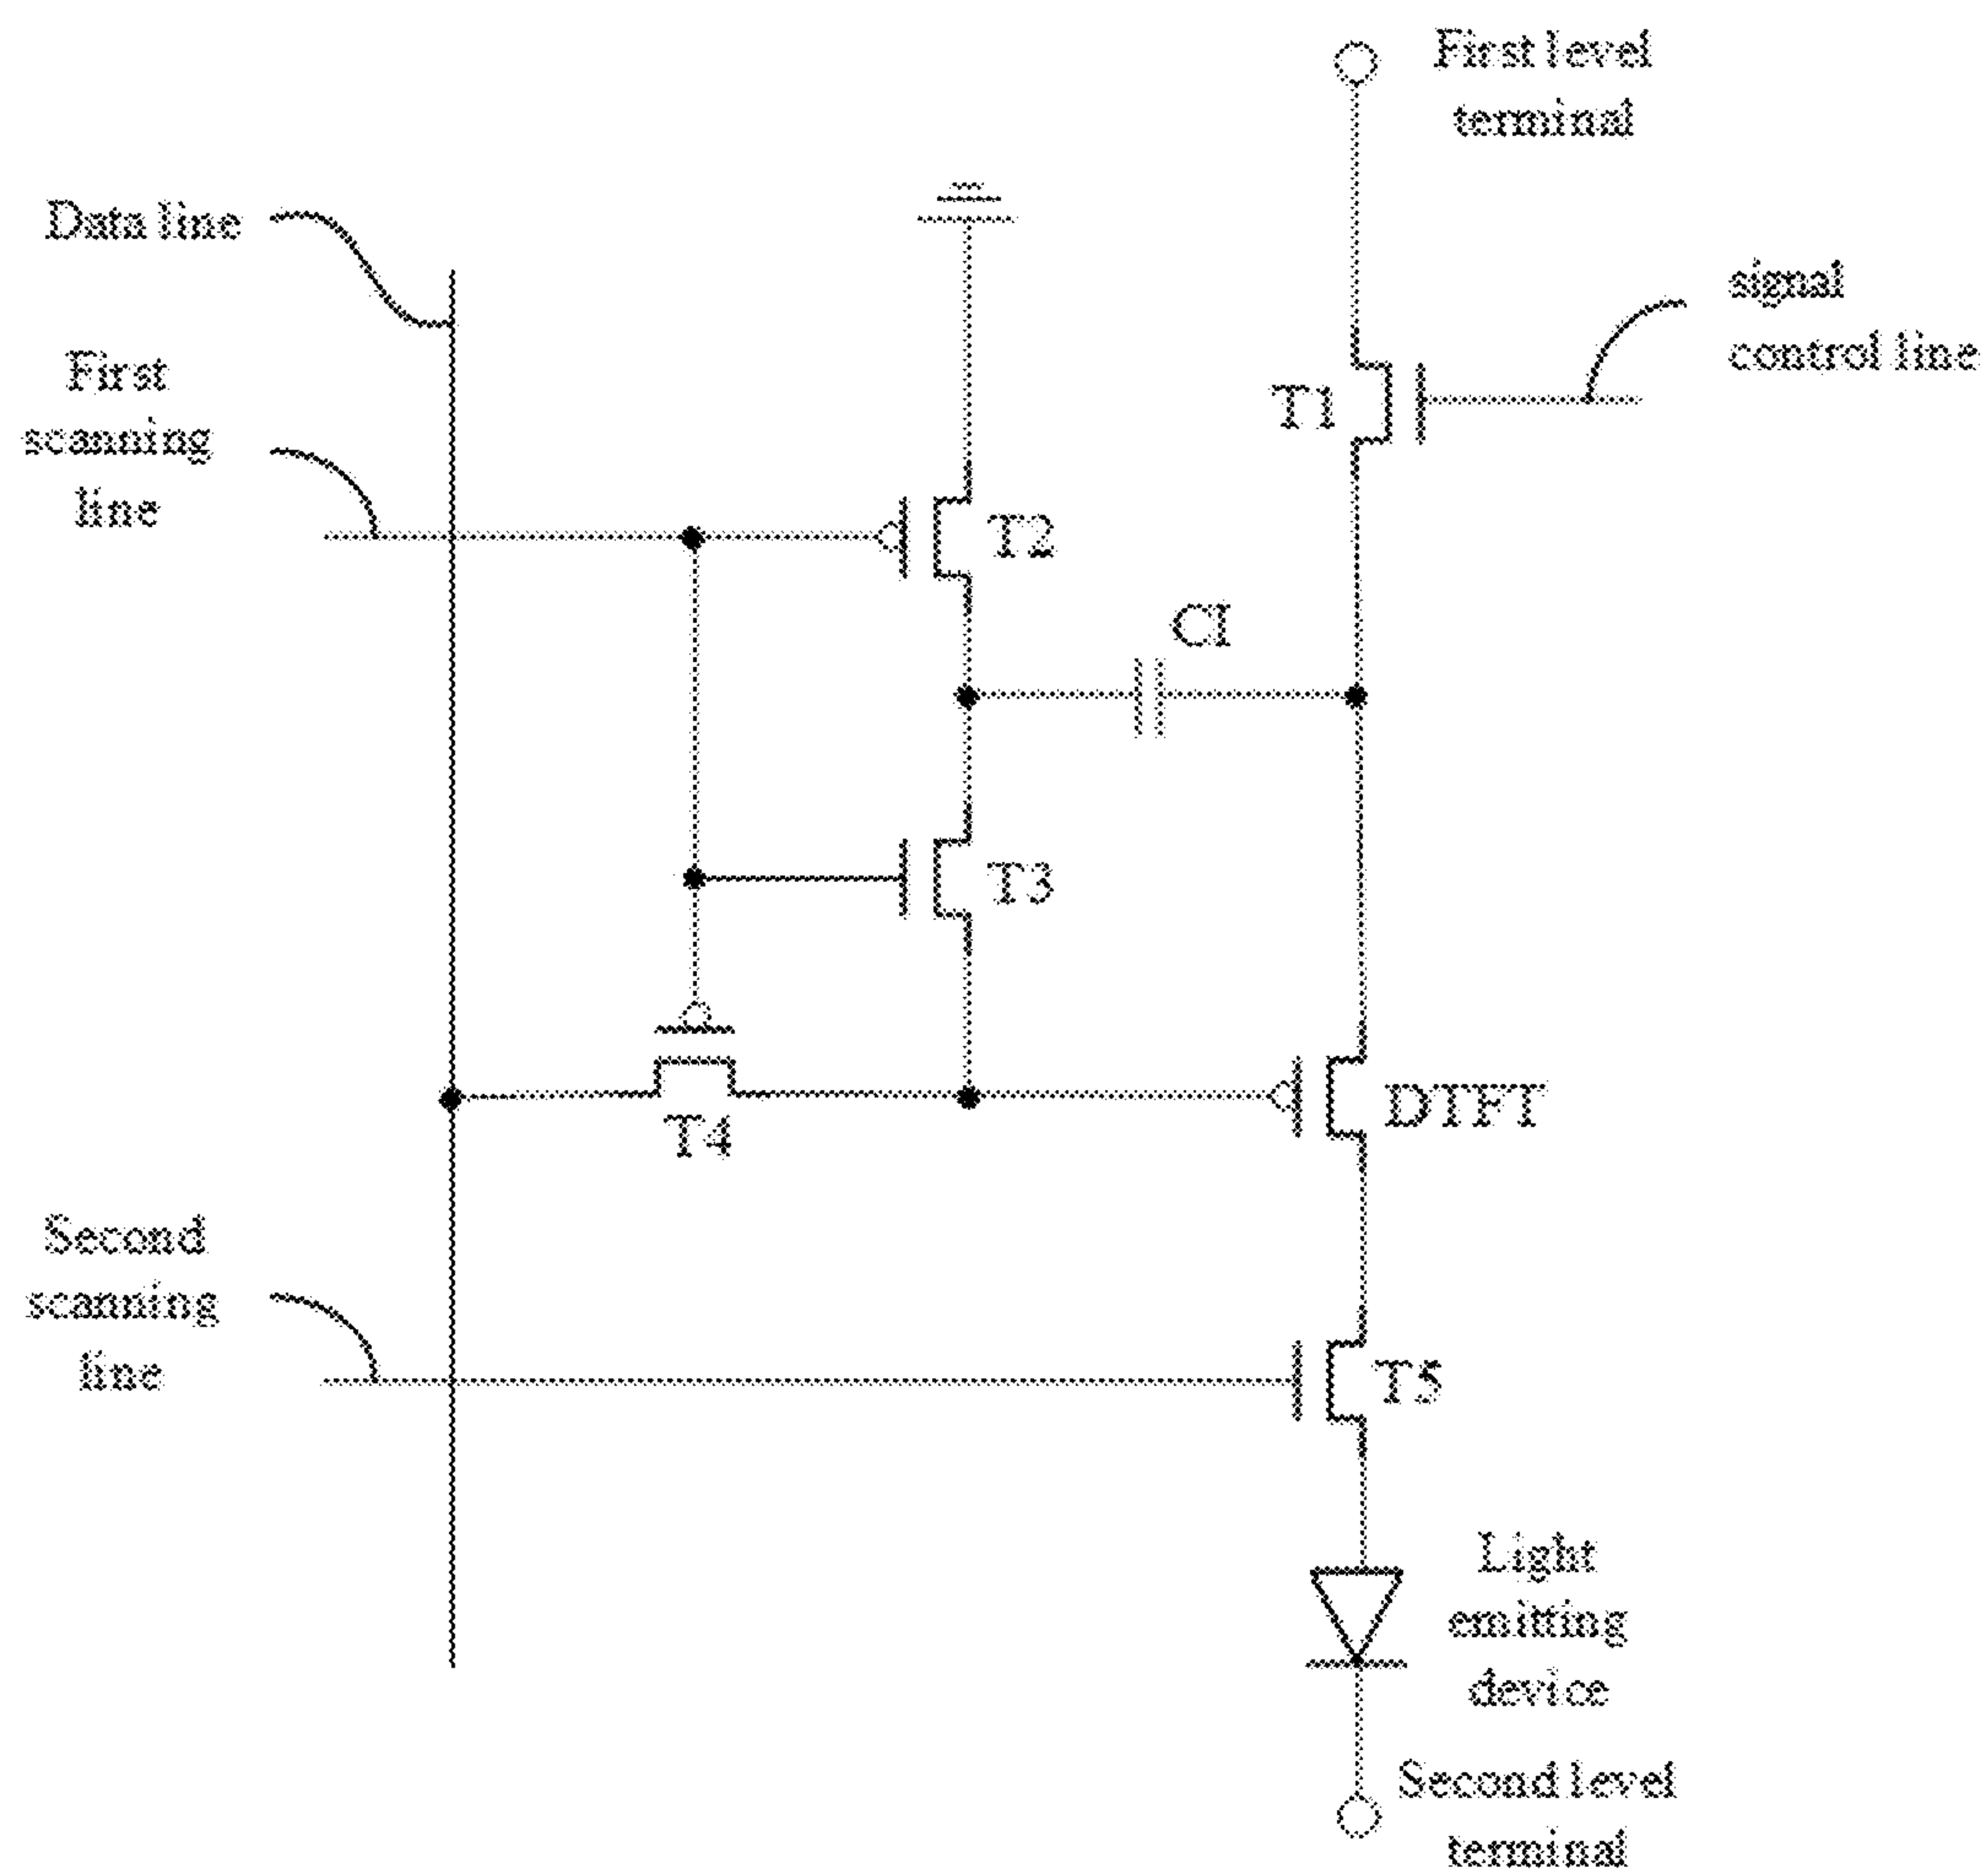 First level
terminal
Data line
signal
control line
First
scanning
line
T1
T2
CI
T3
T4
DTFT
Second
scanning
line
T5
Light
emitting
device
Second level
terminal